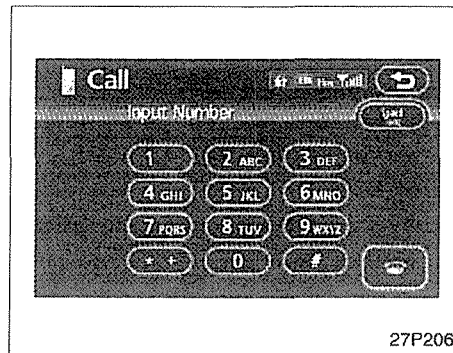 Call
Input Number
1 2 ABC 3 DEF
4 GHI 5 JKL 6 MNO
7 PQRS 8 TUV 9 WXYZ
* + 0 #
27P206